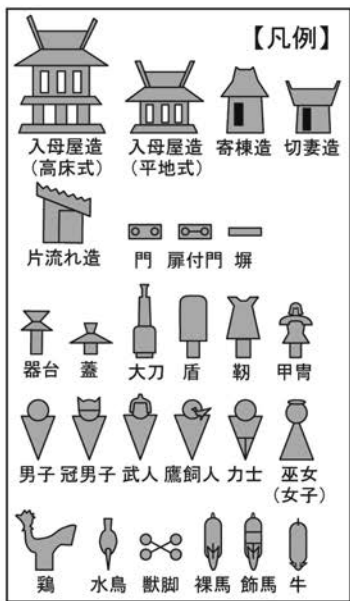 【凡例】
入母屋造 入母屋造 寄棟造 切妻造
(高床式) (平地式)
片流れ造 門 扉付門 塀
器台 蓋 大刀 盾 靭 甲冑
男子 冠男子 武人 鷹飼人 力士 巫女
(女子)
鶏 水鳥 獣脚 裸馬 飾馬 牛